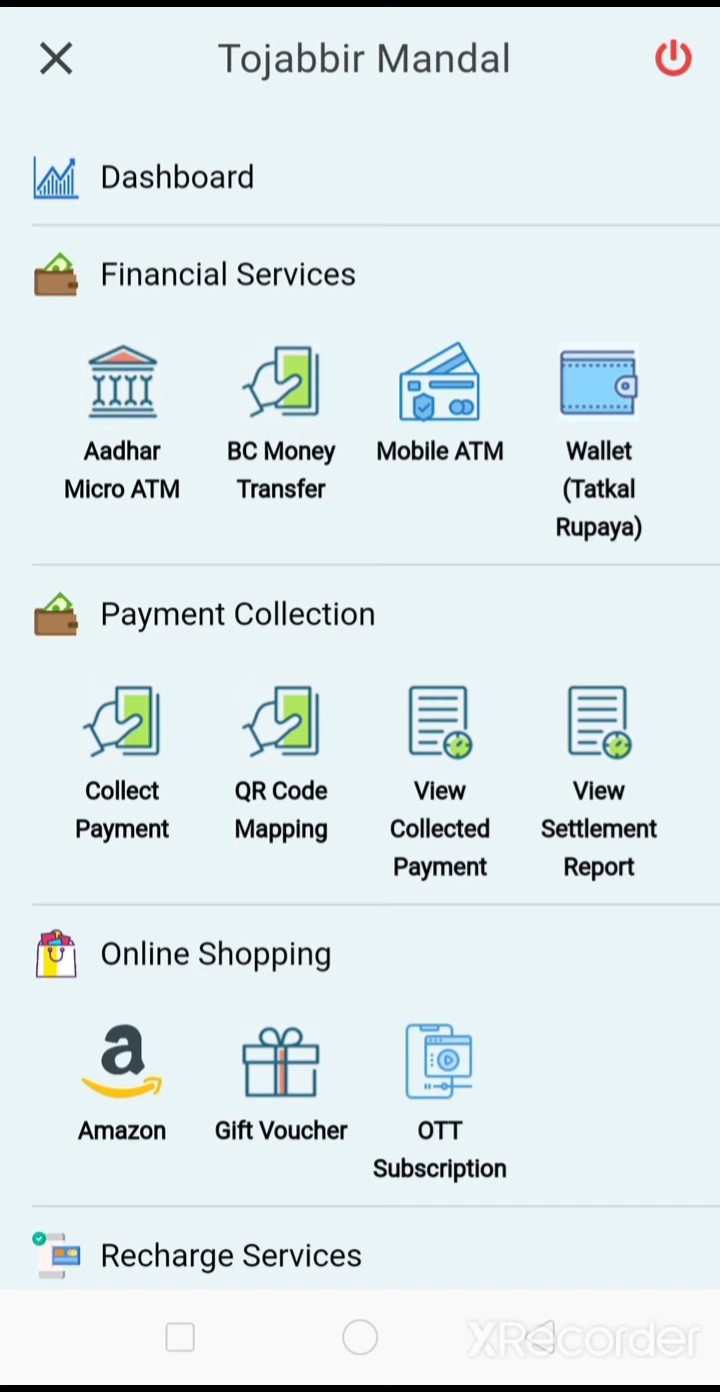 Tojabbir Mandal
Dashboard
Financial Services
Aadhar Micro ATM
BC Money Transfer
Mobile ATM
Wallet (Tatkal Rupaya)
Payment Collection
Collect Payment
QR Code Mapping
View Collected Payment
View Settlement Report
Online Shopping
Amazon
Gift Voucher
OTT Subscription
Recharge Services
XRecorder